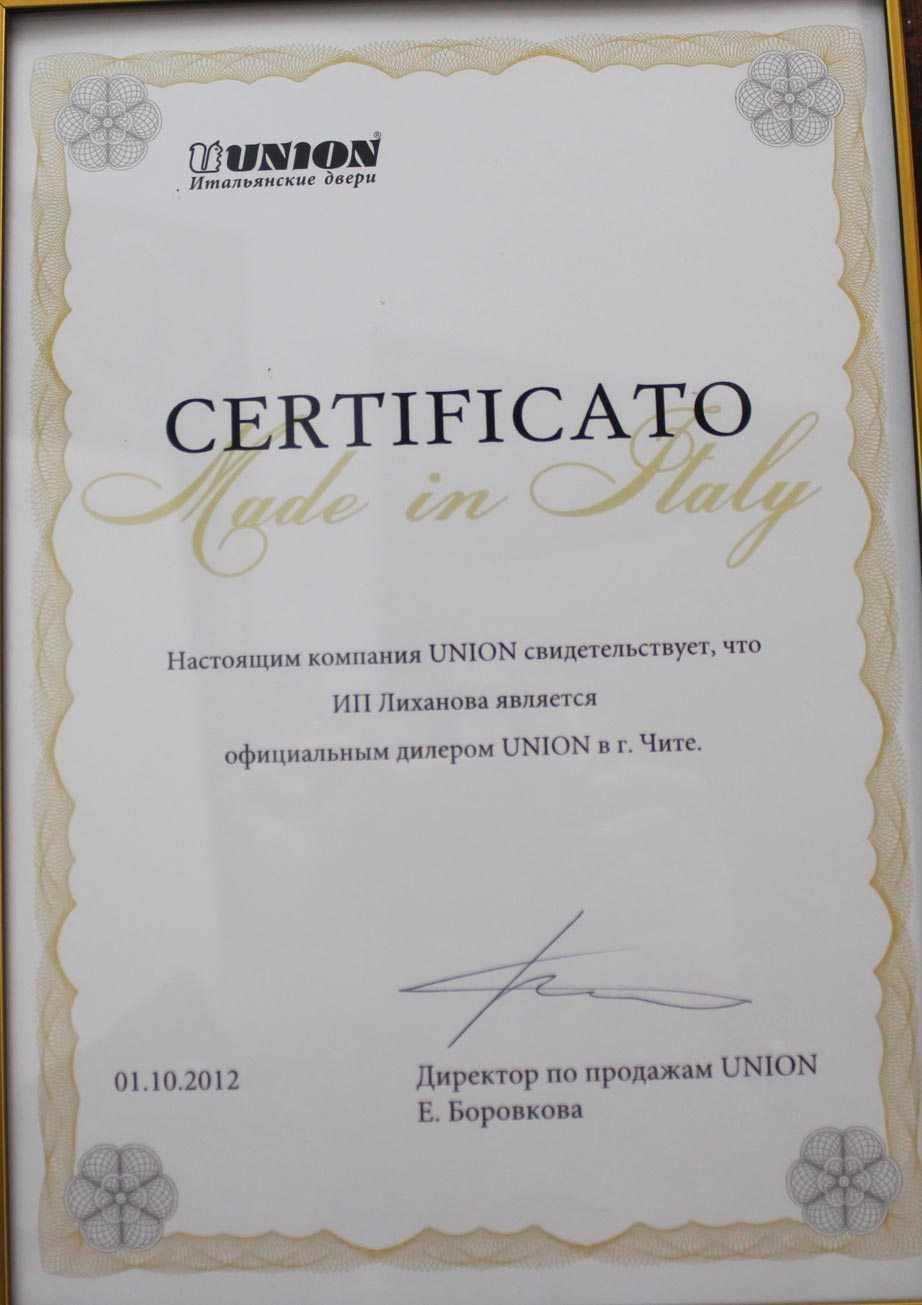 UNION®
Итальянские двери
CERTIFICATO
Made in Italy
Настоящим компания UNION свидетельствует, что
ИП Лиханова является
официальным дилером UNION в г. Чите.
01.10.2012
Директор по продажам UNION
Е. Боровкова